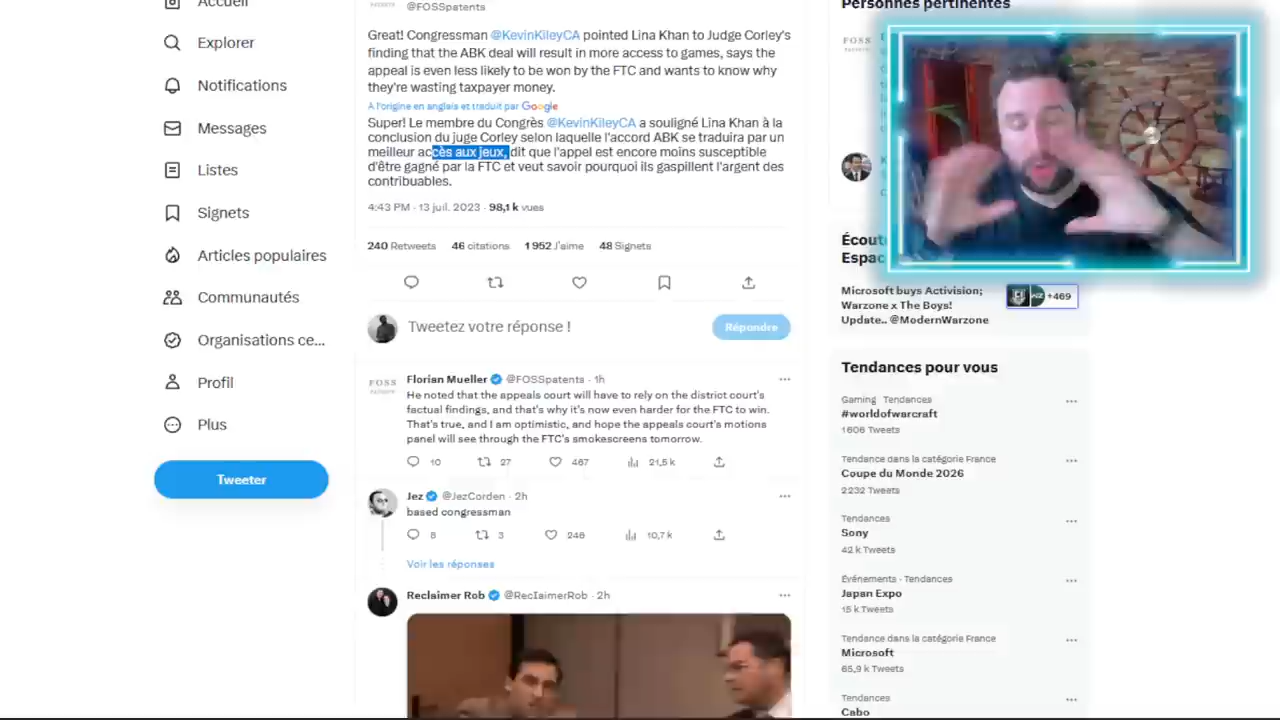 Accueil
Explorer
Notifications
Messages
Listes
Signets
Articles populaires
Communautés
Organisations ce...
Profil
Plus
Tweeter
@FOSSpatents
Great! Congressman @KevinKileyCA pointed Lina Khan to Judge Corley's
finding that the ABK deal will result in more access to games, says the
appeal is even less likely to be won by the FTC and wants to know why
they're wasting taxpayer money.
À l'origine en anglais et traduit par Google
Super! Le membre du Congrès @KevinKileyCA a souligné Lina Khan à la
conclusion du juge Corley selon laquelle l'accord ABK se traduira par un
meilleur accès aux jeux, dit que l'appel est encore moins susceptible
d'être gagné par la FTC et veut savoir pourquoi ils gaspillent l'argent des
contribuables.
4:43 PM · 13 juil. 2023 · 98,1 k vues
240 Retweets 46 citations 1 952 J'aime 48 Signets
Tweetez votre réponse !
Répondre
FOSS
Florian Mueller @FOSSpatents · 1h
He noted that the appeals court will have to rely on the district court's
factual findings, and that's why it's now even harder for the FTC to win.
That's true, and I am optimistic, and hope the appeals court's motions
panel will see through the FTC's smokescreens tomorrow.
10 27 467 21,5 k
Jez @JezCorden · 2h
based congressman
8 3 246 10,7 k
Voir les réponses
Reclaimer Rob @ReclaimerRob · 2h
Personnes pertinentes
FOSS
Écout
Espac
Microsoft buys Activision;
Warzone x The Boys!
Update.. @ModernWarzone
+469
Tendances pour vous
Gaming · Tendances
#worldofwarcraft
1 606 Tweets
Tendance dans la catégorie France
Coupe du Monde 2026
2 232 Tweets
Tendances
Sony
42 k Tweets
Événements · Tendances
Japan Expo
15 k Tweets
Tendance dans la catégorie France
Microsoft
65,9 k Tweets
Tendances
Cabo